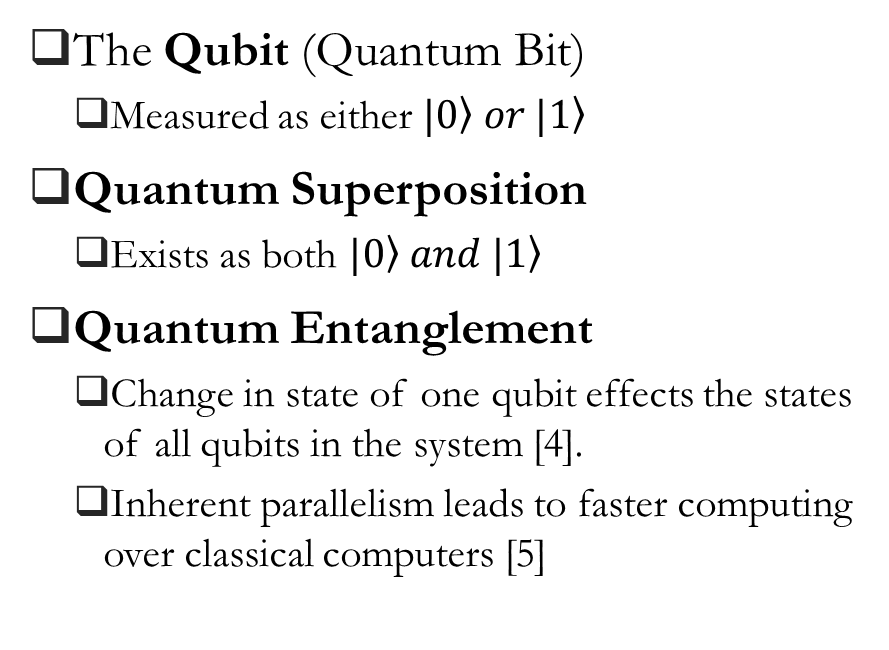 ❑The Qubit (Quantum Bit)
❑Measured as either |0⟩ or |1⟩
❑Quantum Superposition
❑Exists as both |0⟩ and |1⟩
❑Quantum Entanglement
❑Change in state of one qubit effects the states
of all qubits in the system [4].
❑Inherent parallelism leads to faster computing
over classical computers [5]